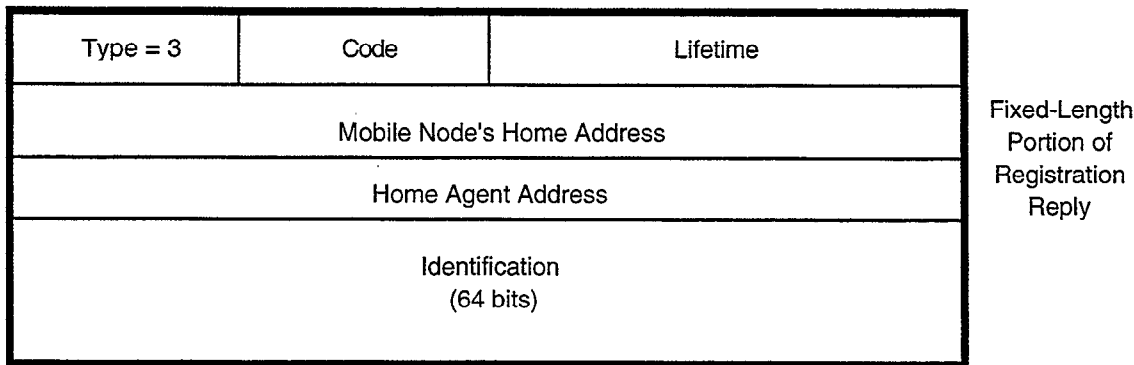 Type = 3
Code
Lifetime
Mobile Node's Home Address
Home Agent Address
Identification
(64 bits)
Fixed-Length
Portion of
Registration
Reply